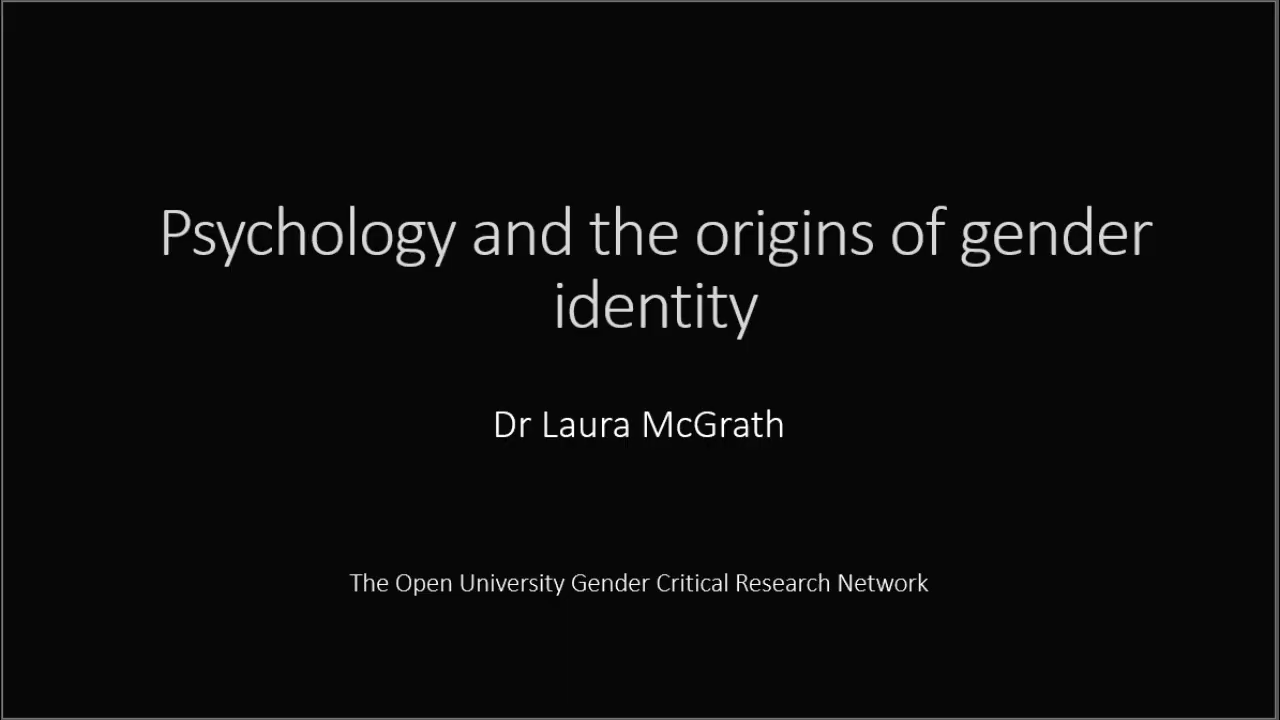 Psychology and the origins of gender
identity
Dr Laura McGrath
The Open University Gender Critical Research Network